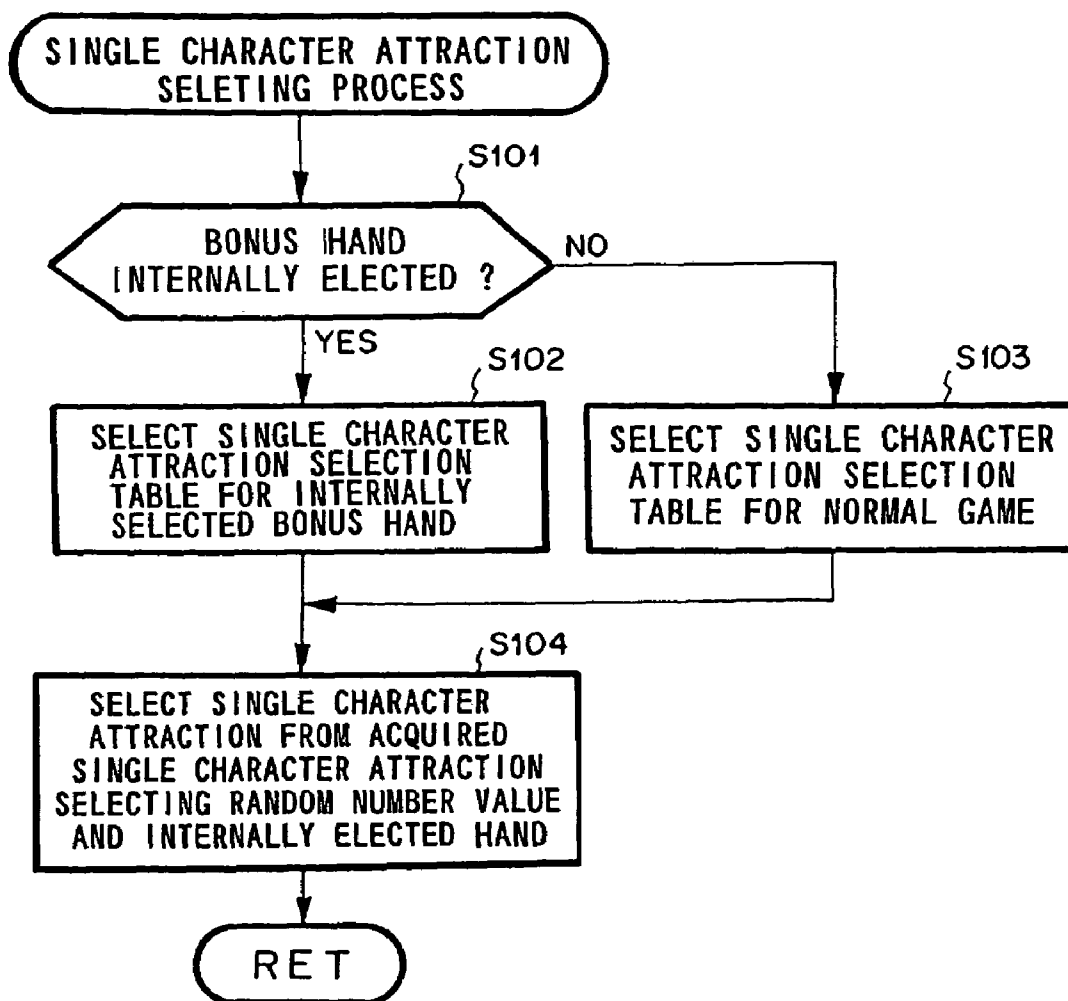 SINGLE CHARACTER ATTRACTION
SELETING PROCESS
S101
BONUS HAND
INTERNALLY ELECTED ?
NO
YES
S102
SELECT SINGLE CHARACTER
ATTRACTION SELECTION
TABLE FOR INTERNALLY
SELECTED BONUS HAND
S103
SELECT SINGLE CHARACTER
ATTRACTION SELECTION
TABLE FOR NORMAL GAME
S104
SELECT SINGLE CHARACTER
ATTRACTION FROM ACQUIRED
SINGLE CHARACTER ATTRACTION
SELECTING RANDOM NUMBER VALUE
AND INTERNALLY ELECTED HAND
RET